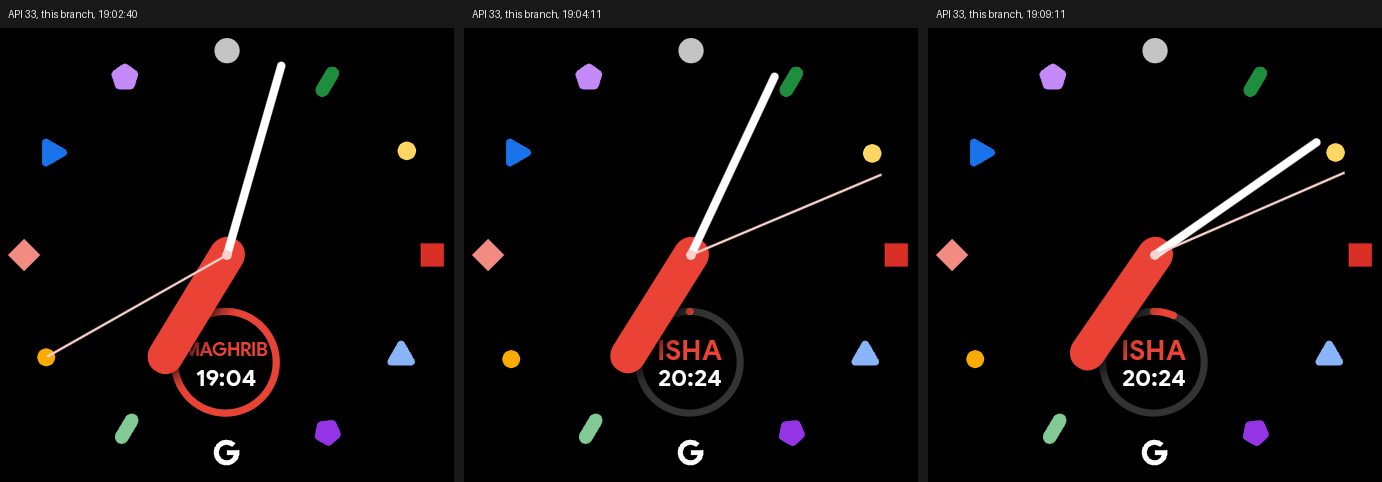 API 33, this branch, 19:02:40
API 33, this branch, 19:04:11
API 33, this branch, 19:09:11
MAGHRIB
19:04
G
ISHA
20:24
G
ISHA
20:24
G